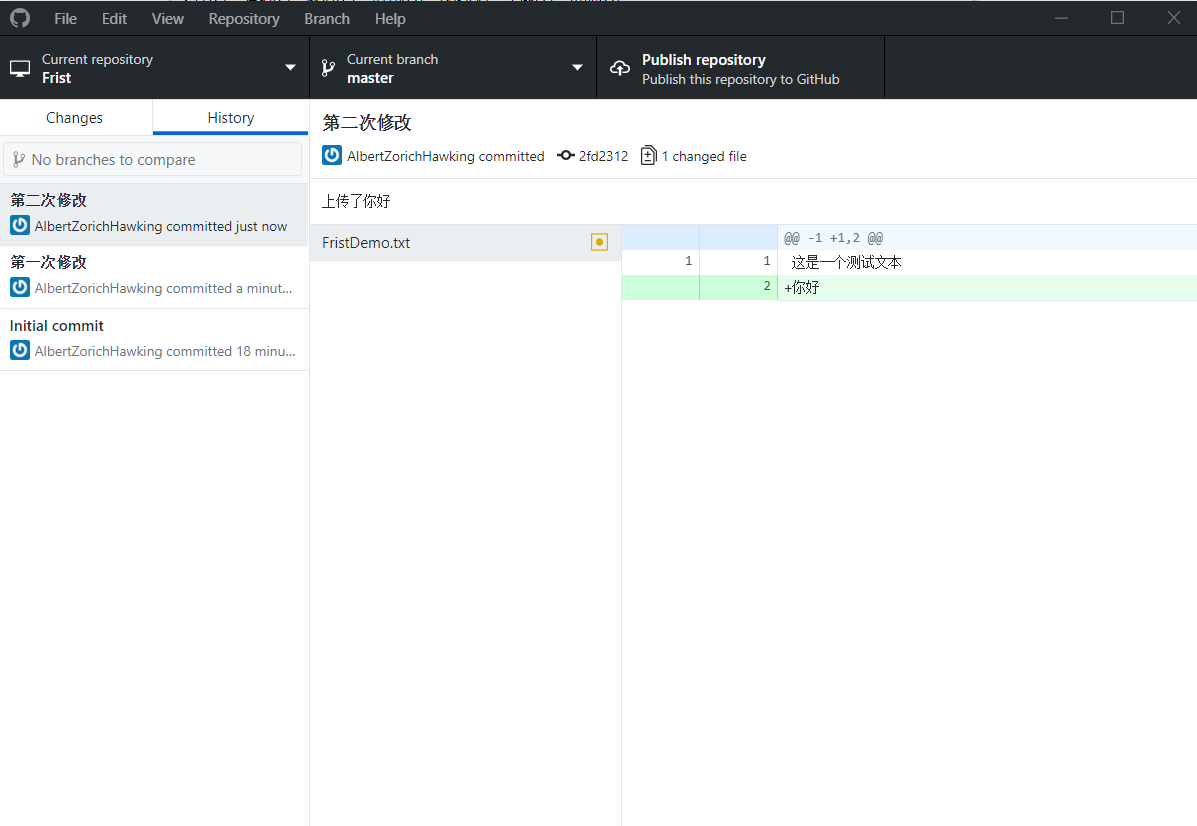 File Edit View Repository Branch Help
Current repository
Frist
Current branch
master
Publish repository
Publish this repository to GitHub
Changes
History
No branches to compare
第二次修改
AlbertZorichHawking committed just now
第一次修改
AlbertZorichHawking committed a minut...
Initial commit
AlbertZorichHawking committed 18 minu...
第二次修改
AlbertZorichHawking committed 2fd2312 1 changed file
上传了你好
FristDemo.txt
@@ -1 +1,2 @@
1 1 这是一个测试文本
2 +你好